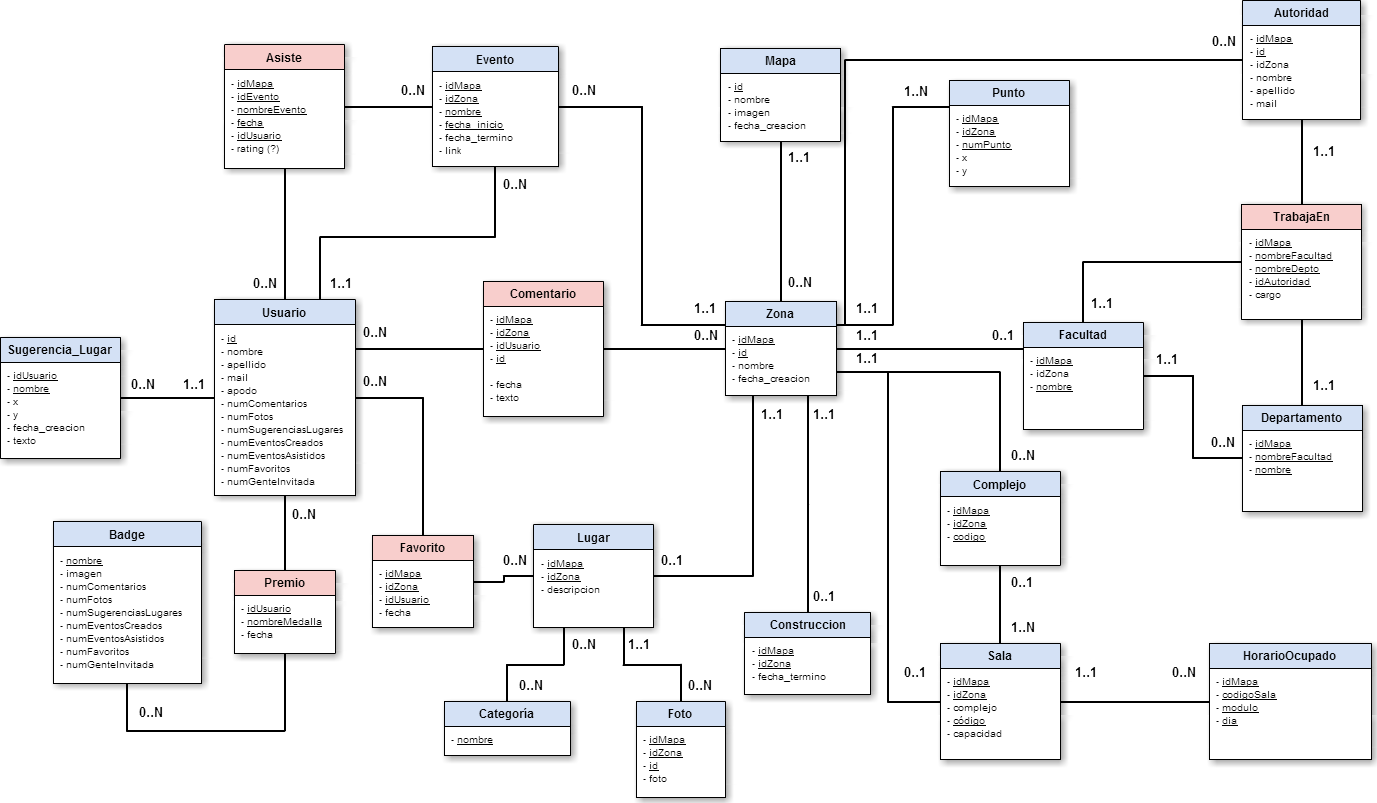 Asiste
- idMapa
- idEvento
- nombreEvento
- fecha
- idUsuario
- rating (?)
0..N
0..N
Evento
- idMapa
- idZona
- nombre
- fecha_inicio
- fecha_termino
- link
0..N
0..N
1..1
1..1
Mapa
- id
- nombre
- imagen
- fecha_creacion
1..1
0..N
Punto
- idMapa
- idZona
- numPunto
- x
- y
1..N
1..1
Autoridad
- idMapa
- id
- idZona
- nombre
- apellido
- mail
0..N
1..1
TrabajaEn
- idMapa
- nombreFacultad
- nombreDepto
- idAutoridad
- cargo
1..1
1..1
Sugerencia_Lugar
- idUsuario
- nombre
- x
- y
- fecha_creacion
- texto
0..N
1..1
Usuario
- id
- nombre
- apellido
- mail
- apodo
- numComentarios
- numFotos
- numSugerenciasLugares
- numEventosCreados
- numEventosAsistidos
- numFavoritos
- numGenteInvitada
0..N
0..N
0..N
Comentario
- idMapa
- idZona
- idUsuario
- id
- fecha
- texto
0..N
Zona
- idMapa
- id
- nombre
- fecha_creacion
1..1
1..1
1..1
1..1
0..1
Facultad
- idMapa
- idZona
- nombre
1..1
0..N
Departamento
- idMapa
- nombreFacultad
- nombre
Badge
- nombre
- imagen
- numComentarios
- numFotos
- numSugerenciasLugares
- numEventosCreados
- numEventosAsistidos
- numFavoritos
- numGenteInvitada
0..N
Premio
- idUsuario
- nombreMedalla
- fecha
Favorito
- idMapa
- idZona
- idUsuario
- fecha
0..N
Lugar
- idMapa
- idZona
- descripcion
0..1
0..N
1..1
0..N
0..N
Categoría
- nombre
Foto
- idMapa
- idZona
- id
- foto
0..1
Construccion
- idMapa
- idZona
- fecha_termino
0..N
Complejo
- idMapa
- idZona
- codigo
0..1
1..N
0..1
Sala
- idMapa
- idZona
- complejo
- código
- capacidad
1..1
0..N
HorarioOcupado
- idMapa
- codigoSala
- modulo
- dia